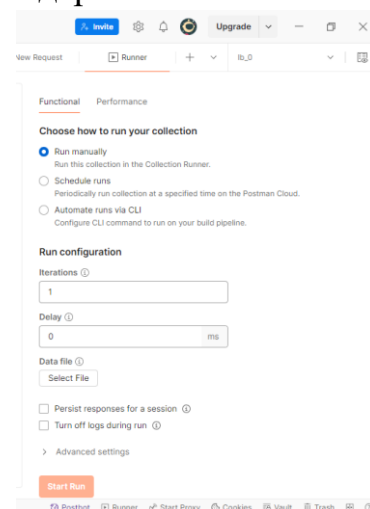 Invite Upgrade
New Request Runner lb_0
Functional Performance
Choose how to run your collection
Run manually
Run this collection in the Collection Runner.
Schedule runs
Periodically run collection at a specified time on the Postman Cloud.
Automate runs via CLI
Configure CLI command to run on your build pipeline.
Run configuration
Iterations
1
Delay
0 ms
Data file
Select File
Persist responses for a session
Turn off logs during run
Advanced settings
Start Run
Postbot Runner Start Proxy Cookies Vault Trash